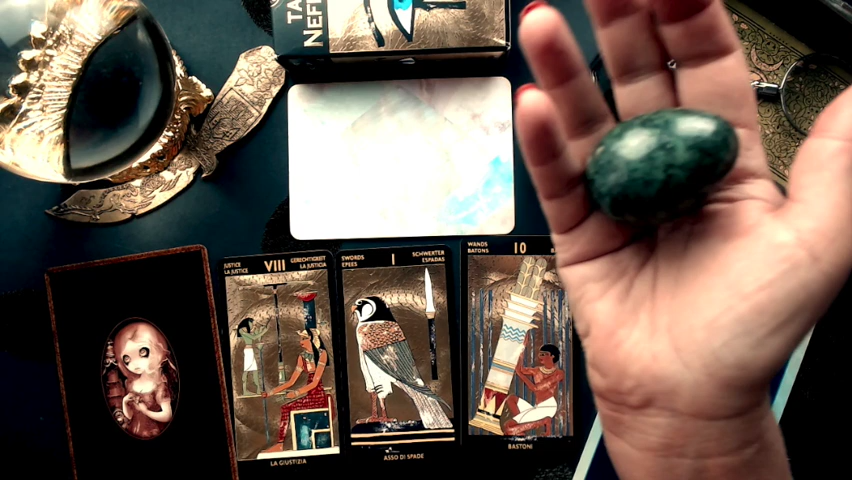 TA
NEF
JUSTICE
LA JUSTICE
VIII
GERECHTIGKEIT
LA JUSTICIA
LA GIUSTIZIA
SWORDS
EPEES
I
SCHWERTER
ESPADAS
ASSO DI SPADE
WANDS
BATONS
10
BASTONI